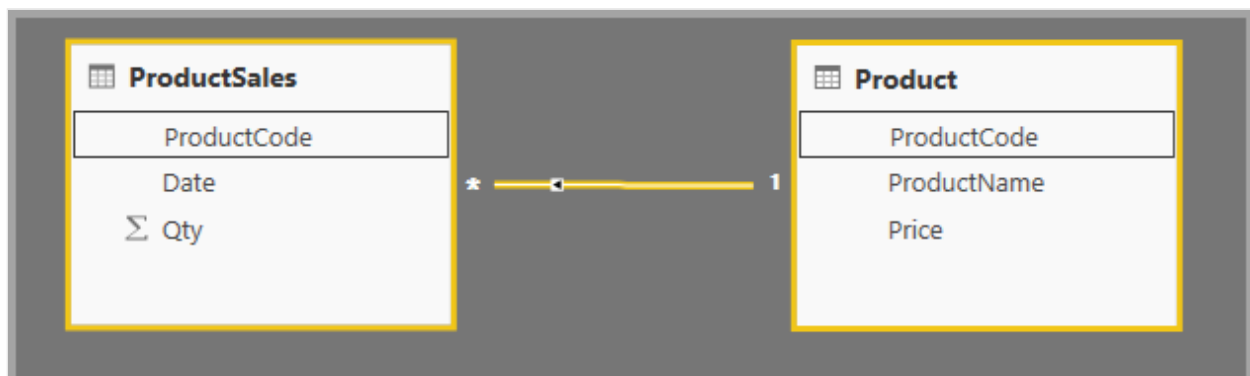 ProductSales
ProductCode
Date
Σ Qty
* 1
Product
ProductCode
ProductName
Price